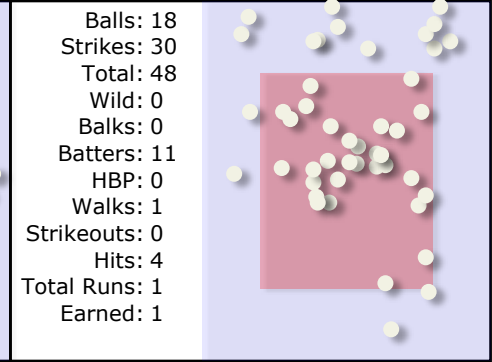 Balls: 18
Strikes: 30
Total: 48
Wild: 0
Balks: 0
Batters: 11
HBP: 0
Walks: 1
Strikeouts: 0
Hits: 4
Total Runs: 1
Earned: 1